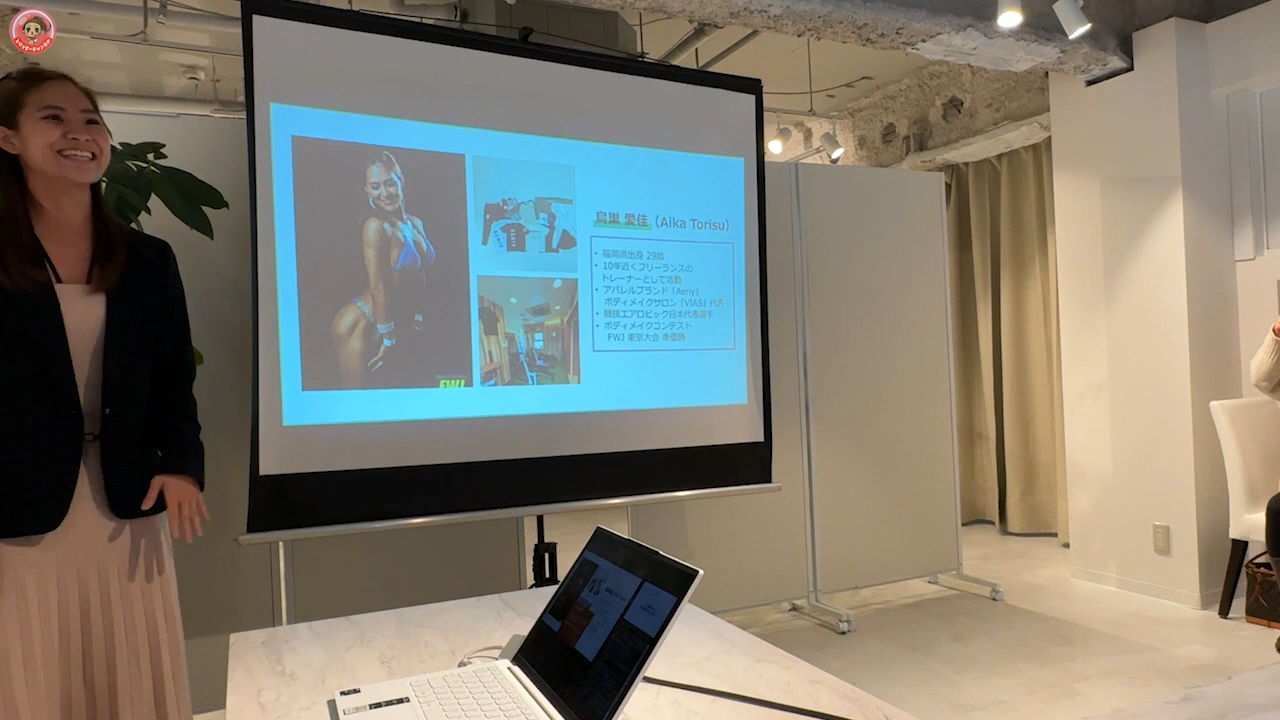 鳥巣 愛佳（Aika Torisu）
• 福岡県出身 29歳
• 10年近くフリーランスの
トレーナーとして活動
• アパレルブランド「Aeny」
ボディメイクサロン「VIAS」代表
• 競技エアロビック日本代表選手
• ボディメイクコンテスト
FWJ 東京大会 準優勝
FWJ